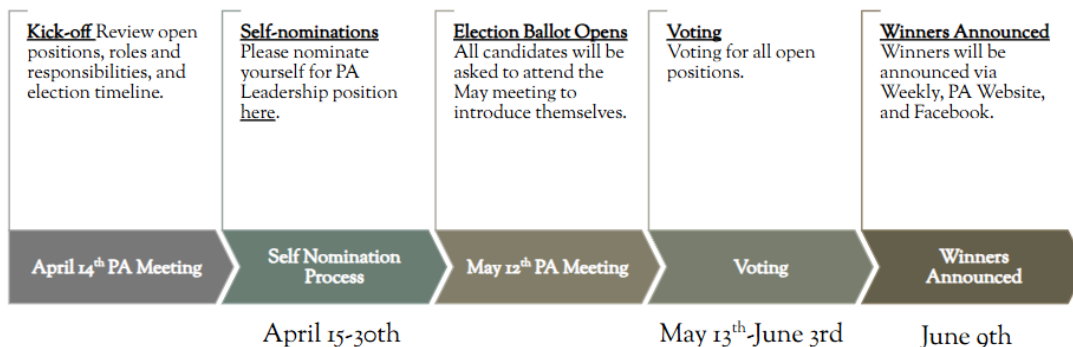 Kick-off Review open
positions, roles and
responsibilities, and
election timeline.
Self-nominations
Please nominate
yourself for PA
Leadership position
here.
Election Ballot Opens
All candidates will be
asked to attend the
May meeting to
introduce themselves.
Voting
Voting for all open
positions.
Winners Announced
Winners will be
announced via
Weekly, PA Website,
and Facebook.
April 14th PA Meeting
Self Nomination
Process
May 12th PA Meeting
Voting
Winners
Announced
April 15-30th
May 13th-June 3rd
June 9th